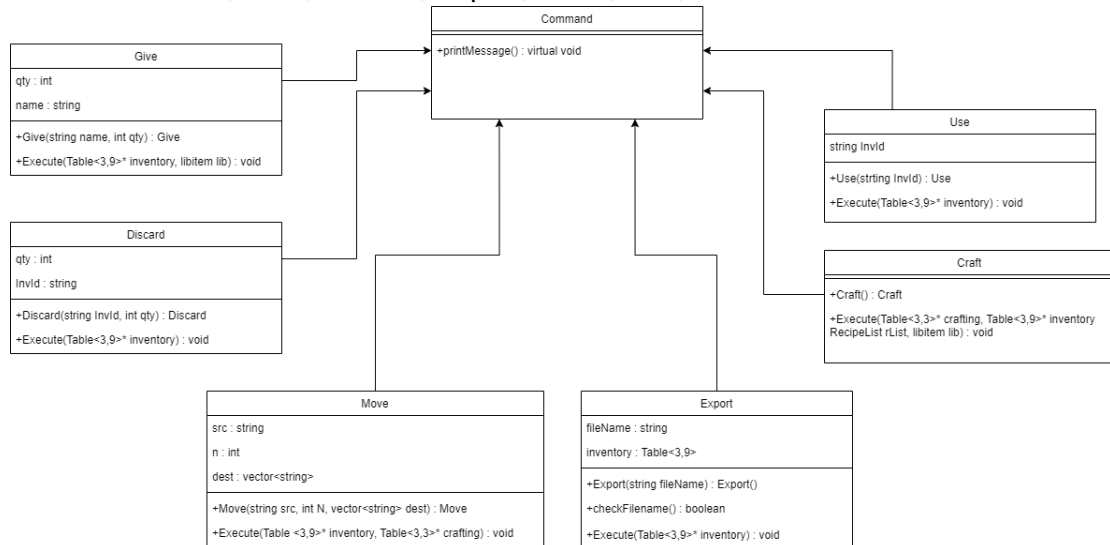 Command
+printMessage() : virtual void
Give
qty : int
name : string
+Give(string name, int qty) : Give
+Execute(Table<3,9>* inventory, libitem lib) : void
Use
string InvId
+Use(strting InvId) : Use
+Execute(Table<3,9>* inventory) : void
Discard
qty : int
InvId : string
+Discard(string InvId, int qty) : Discard
+Execute(Table<3,9>* inventory) : void
Craft
+Craft() : Craft
+Execute(Table<3,3>* crafting, Table<3,9>* inventory
RecipeList rList, libitem lib) : void
Move
src : string
n : int
dest : vector<string>
+Move(string src, int N, vector<string> dest) : Move
+Execute(Table <3,9>* inventory, Table<3,3>* crafting) : void
Export
fileName : string
inventory : Table<3,9>
+Export(string fileName) : Export()
+checkFilename() : boolean
+Execute(Table<3,9>* inventory) : void